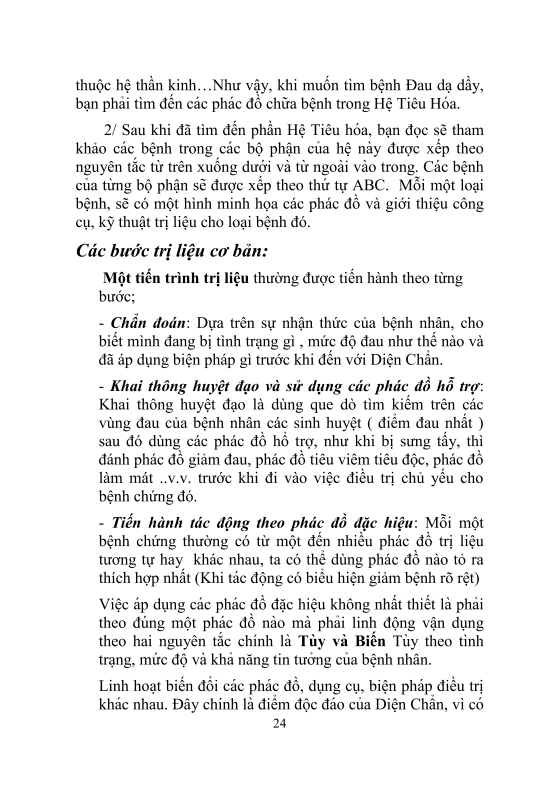 thuộc hệ thần kinh…Như vậy, khi muốn tìm bệnh Đau dạ dầy,
bạn phải tìm đến các phác đồ chữa bệnh trong Hệ Tiêu Hóa.
2/ Sau khi đã tìm đến phần Hệ Tiêu hóa, bạn đọc sẽ tham
khảo các bệnh trong các bộ phận của hệ này được xếp theo
nguyên tắc từ trên xuống dưới và từ ngoài vào trong. Các bệnh
của từng bộ phận sẽ được xếp theo thứ tự ABC.  Mỗi một loại
bệnh, sẽ có một hình minh họa các phác đồ và giới thiệu công
cụ, kỹ thuật trị liệu cho loại bệnh đó.
Các bước trị liệu cơ bản:
Một tiến trình trị liệu thường được tiến hành theo từng
bước;
- Chẩn đoán: Dựa trên sự nhận thức của bệnh nhân, cho
biết mình đang bị tình trạng gì , mức độ đau như thế nào và
đã áp dụng biện pháp gì trước khi đến với Diện Chẩn.
- Khai thông huyệt đạo và sử dụng các phác đồ hỗ trợ:
Khai thông huyệt đạo là dùng que dò tìm kiếm trên các
vùng đau của bệnh nhân các sinh huyệt ( điểm đau nhất )
sau đó dùng các phác đồ hổ trợ, như khi bị sưng tấy, thì
đánh phác đồ giảm đau, phác đồ tiêu viêm tiêu độc, phác đồ
làm mát ..v.v. trước khi đi vào việc điều trị chủ yếu cho
bệnh chứng đó.
- Tiến hành tác động theo phác đồ đặc hiệu: Mỗi một
bệnh chứng thường có từ một đến nhiều phác đồ trị liệu
tương tự hay  khác nhau, ta có thể dùng phác đồ nào tỏ ra
thích hợp nhất (Khi tác động có biểu hiện giảm bệnh rõ rệt)
Việc áp dụng các phác đồ đặc hiệu không nhất thiết là phải
theo đúng một phác đồ nào mà phải linh động vận dụng
theo hai nguyên tắc chính là Tùy và Biến Tùy theo tình
trạng, mức độ và khả năng tin tưởng của bệnh nhân.
Linh hoạt biến đổi các phác đồ, dụng cụ, biện pháp điều trị
khác nhau. Đây chính là điểm độc đáo của Diện Chẩn, vì có
24